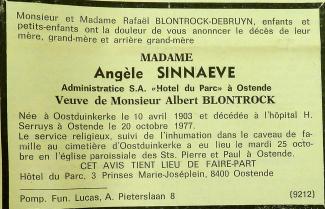 Monsieur et Madame Rafaël BLONTROCK-DEBRUYN, enfants et
petits-enfants ont la douleur de vous anonncer le décès de leur
mère, grand-mère et arrière grand-mère
MADAME
Angèle SINNAEVE
Administratice S.A. «Hotel du Parc» à Ostende
Veuve de Monsieur Albert BLONTROCK
Née à Oostduinkerke le 10 avril 1903 et décédée à l'hôpital H.
Serruys à Ostende le 20 octobre 1977.
Le service religieux, suivi de l'inhumation dans le caveau de fami-
lle au cimetière d'Oostduinkerke a eu lieu le mardi 25 octo-
bre en l'église paroissiale des Sts. Pierre et Paul à Ostende.
CET AVIS TIENT LIEU DE FAIRE-PART
Hôtel du Parc, 3 Prinses Marie-Joséplein, 8400 Oostende
Pomp. Fun. Lucas, A. Pieterslaan 8 (9212)